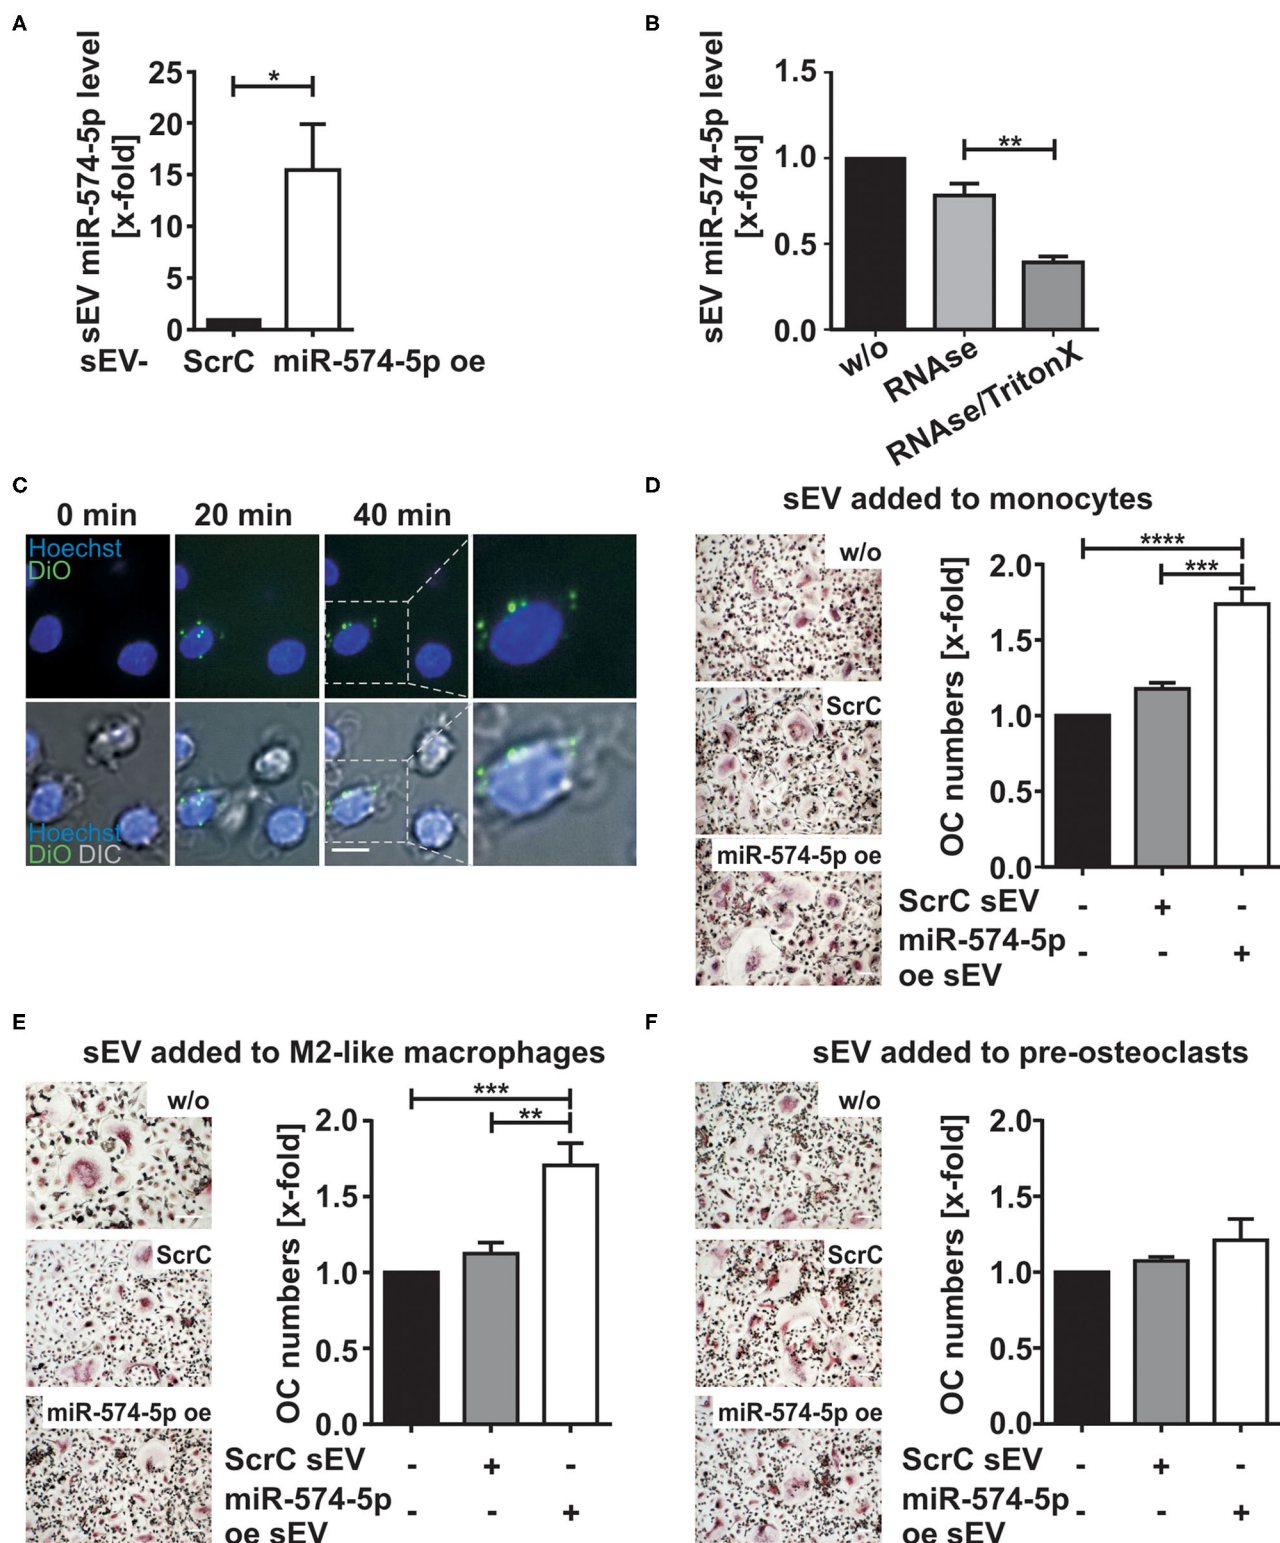 A
sEV miR-574-5p level
[x-fold]
25
20
15
10
5
0
*
sEV- ScrC miR-574-5p oe
B
sEV miR-574-5p level
[x-fold]
1.5
1.0
0.5
0.0
**
w/o
RNAse
RNAse/TritonX
C
0 min 20 min 40 min
Hoechst
DiO
Hoechst
DiO DIC
D
sEV added to monocytes
w/o
ScrC
miR-574-5p oe
OC numbers [x-fold]
2.0
1.5
1.0
0.5
0.0
****
***
ScrC sEV - + -
miR-574-5p
oe sEV - - +
E
sEV added to M2-like macrophages
w/o
ScrC
miR-574-5p oe
OC numbers [x-fold]
2.0
1.5
1.0
0.5
0.0
***
**
ScrC sEV - + -
miR-574-5p
oe sEV - - +
F
sEV added to pre-osteoclasts
w/o
ScrC
miR-574-5p oe
OC numbers [x-fold]
2.0
1.5
1.0
0.5
0.0
ScrC sEV - + -
miR-574-5p
oe sEV - - +